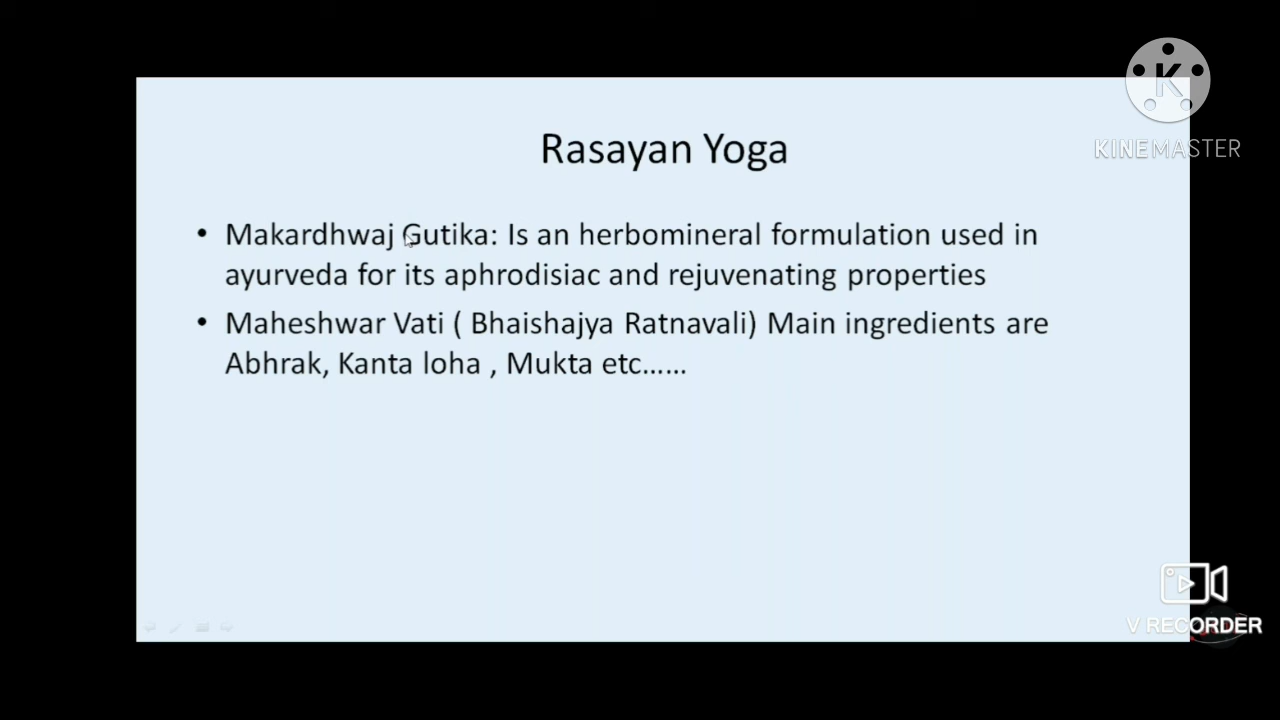 K
KINEMASTER
Rasayan Yoga
• Makardhwaj Gutika: Is an herbomineral formulation used in
ayurveda for its aphrodisiac and rejuvenating properties
• Maheshwar Vati ( Bhaishajya Ratnavali) Main ingredients are
Abhrak, Kanta loha , Mukta etc……
V RECORDER